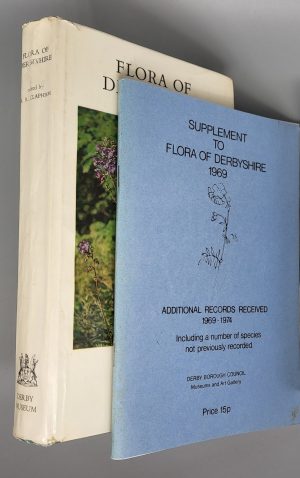 FLORA OF
DERBYSHIRE
edited by
A. R. CLAPHAM
DERBY
MUSEUM
FLORA OF
D
SUPPLEMENT
TO
FLORA OF DERBYSHIRE
1969
ADDITIONAL RECORDS RECEIVED
1969-1974
Including a number of species
not previously recorded
DERBY BOROUGH COUNCIL
Museums and Art Gallery
Price 15p